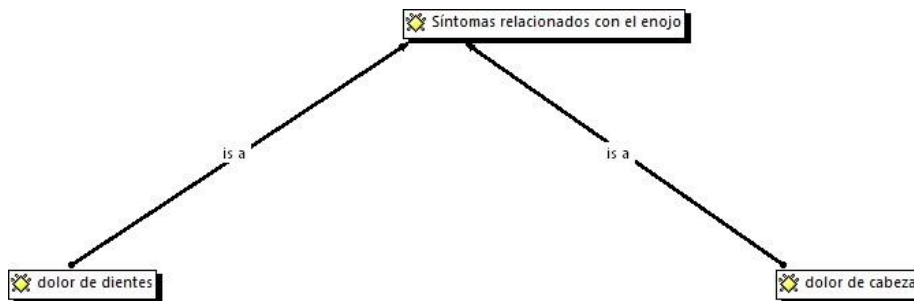 Síntomas relacionados con el enojo
is a
is a
dolor de dientes
dolor de cabeza